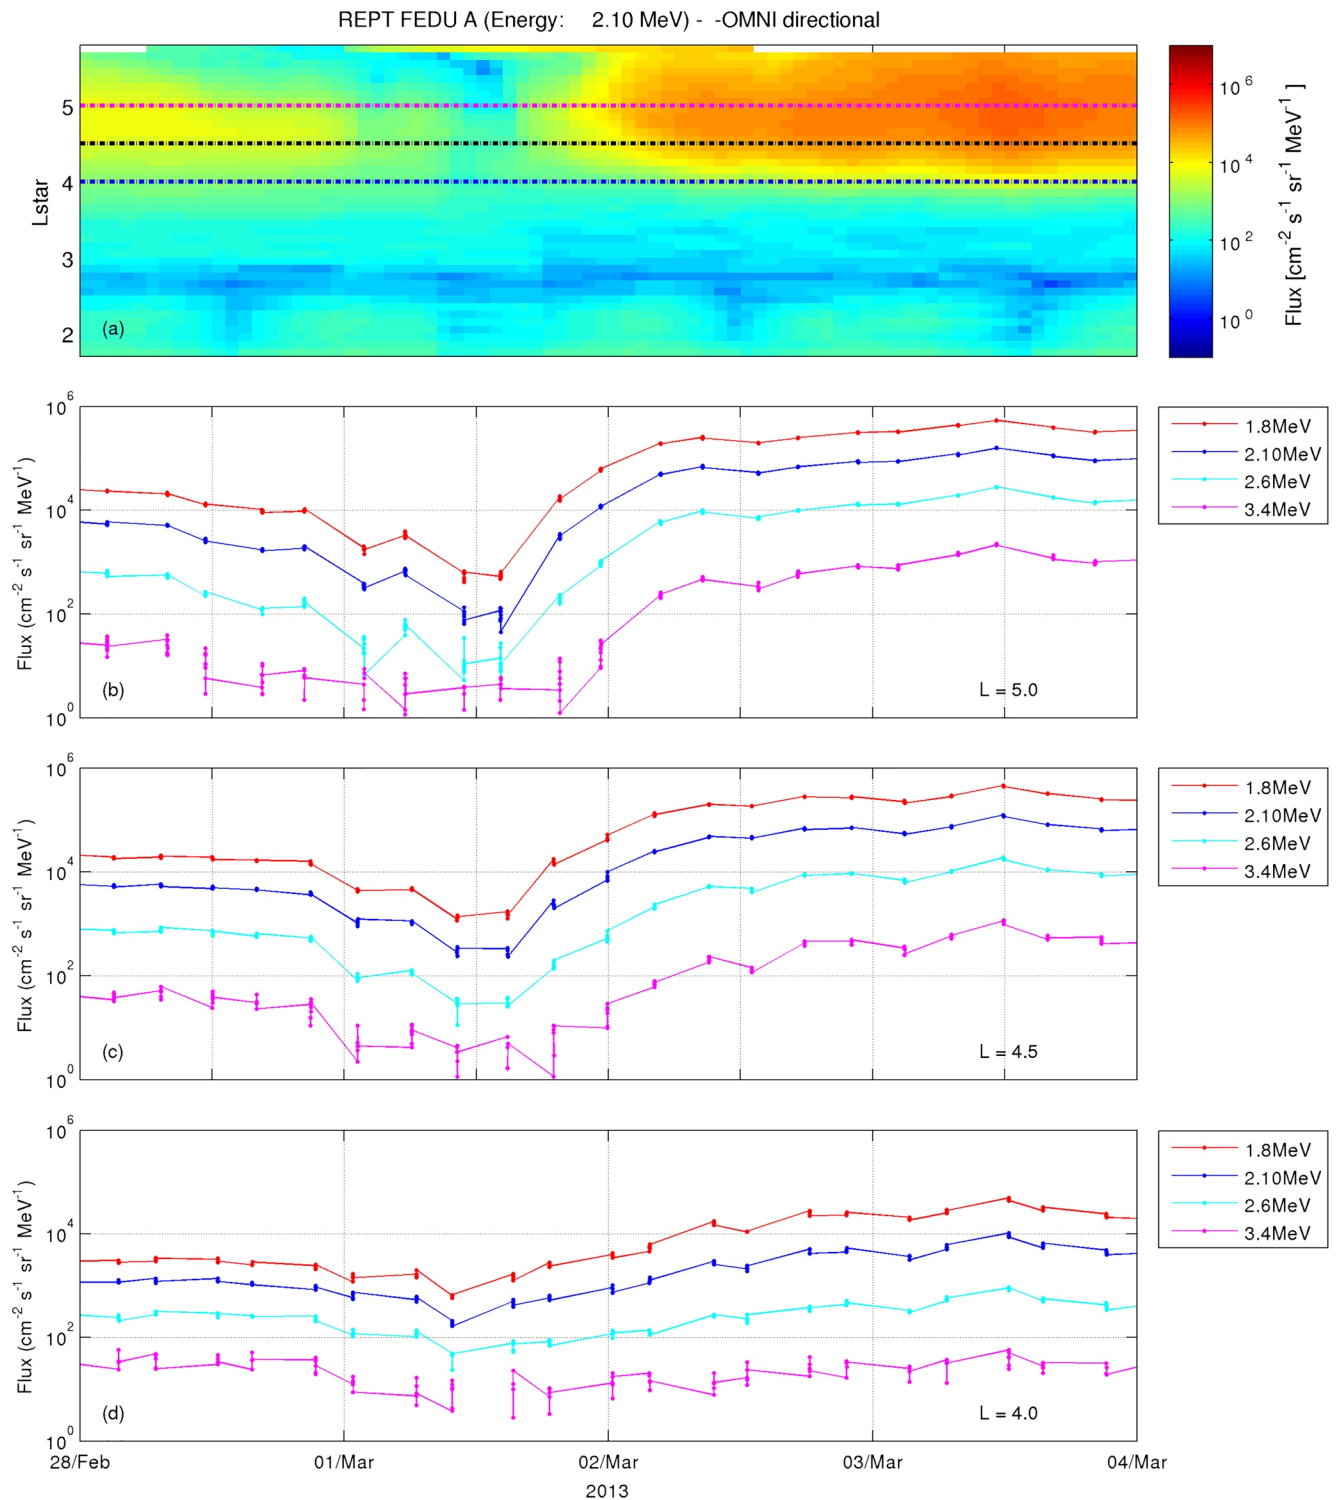 REPT FEDU A (Energy: 2.10 MeV) - -OMNI directional
5
4
3
2
Lstar
(a)
10^6
10^4
10^2
10^0
Flux [cm^-2 s^-1 sr^-1 MeV^-1 ]
10^6
10^4
10^2
10^0
Flux (cm^-2 s^-1 sr^-1 MeV^-1)
(b)
L = 5.0
1.8MeV
2.10MeV
2.6MeV
3.4MeV
10^6
10^4
10^2
10^0
Flux (cm^-2 s^-1 sr^-1 MeV^-1)
(c)
L = 4.5
1.8MeV
2.10MeV
2.6MeV
3.4MeV
10^6
10^4
10^2
10^0
Flux (cm^-2 s^-1 sr^-1 MeV^-1)
(d)
L = 4.0
1.8MeV
2.10MeV
2.6MeV
3.4MeV
28/Feb 01/Mar 02/Mar 03/Mar 04/Mar
2013